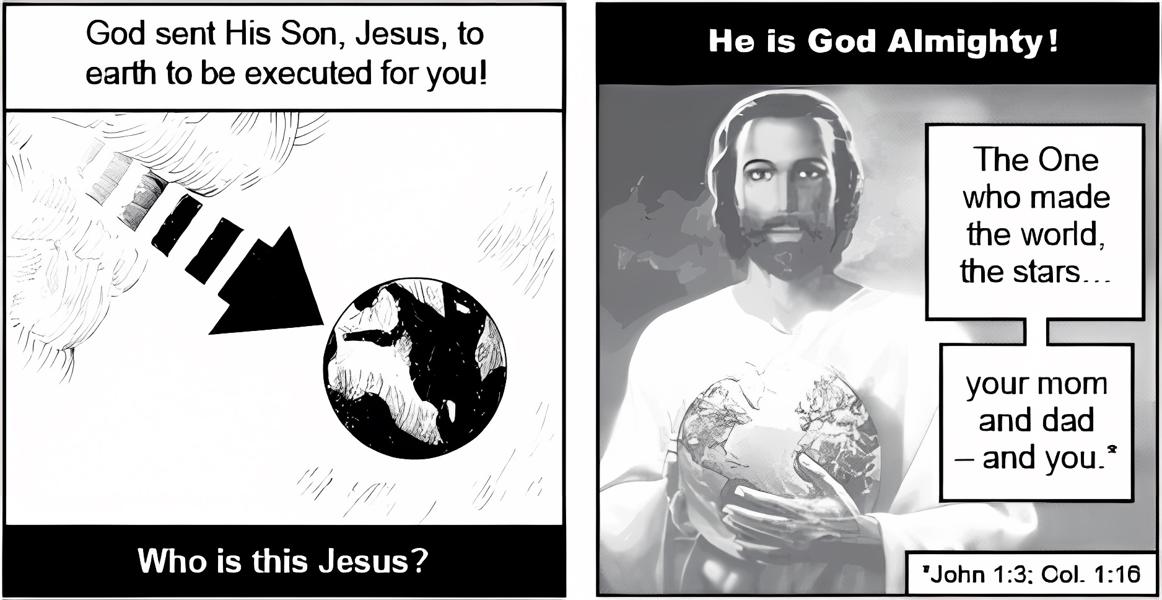 God sent His Son, Jesus, to
earth to be executed for you!
Who is this Jesus?
He is God Almighty!
The One
who made
the world,
the stars...
your mom
and dad
– and you.*
*John 1:3; Col. 1:16